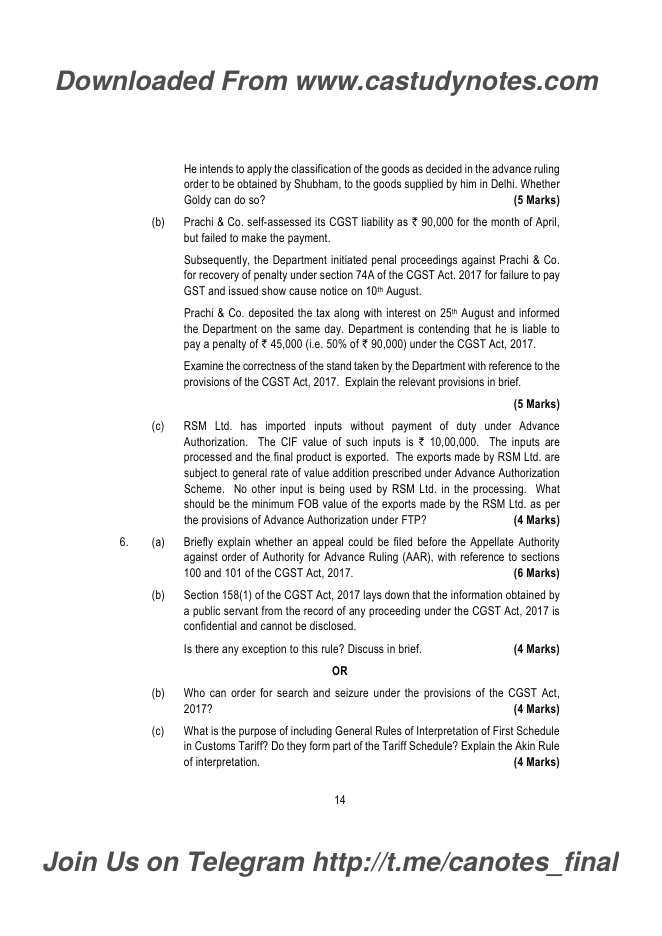 Downloaded From www.castudynotes.com
He intends to apply the classification of the goods as decided in the advance ruling
order to be obtained by Shubham, to the goods supplied by him in Delhi. Whether
Goldy can do so? (5 Marks)
(b) Prachi & Co. self-assessed its CGST liability as ₹ 90,000 for the month of April,
but failed to make the payment.
Subsequently, the Department initiated penal proceedings against Prachi & Co.
for recovery of penalty under section 74A of the CGST Act. 2017 for failure to pay
GST and issued show cause notice on 10th August.
Prachi & Co. deposited the tax along with interest on 25th August and informed
the Department on the same day. Department is contending that he is liable to
pay a penalty of ₹ 45,000 (i.e. 50% of ₹ 90,000) under the CGST Act, 2017.
Examine the correctness of the stand taken by the Department with reference to the
provisions of the CGST Act, 2017. Explain the relevant provisions in brief.
(5 Marks)
(c) RSM Ltd. has imported inputs without payment of duty under Advance
Authorization. The CIF value of such inputs is ₹ 10,00,000. The inputs are
processed and the final product is exported. The exports made by RSM Ltd. are
subject to general rate of value addition prescribed under Advance Authorization
Scheme. No other input is being used by RSM Ltd. in the processing. What
should be the minimum FOB value of the exports made by the RSM Ltd. as per
the provisions of Advance Authorization under FTP? (4 Marks)
6. (a) Briefly explain whether an appeal could be filed before the Appellate Authority
against order of Authority for Advance Ruling (AAR), with reference to sections
100 and 101 of the CGST Act, 2017. (6 Marks)
(b) Section 158(1) of the CGST Act, 2017 lays down that the information obtained by
a public servant from the record of any proceeding under the CGST Act, 2017 is
confidential and cannot be disclosed.
Is there any exception to this rule? Discuss in brief. (4 Marks)
OR
(b) Who can order for search and seizure under the provisions of the CGST Act,
2017? (4 Marks)
(c) What is the purpose of including General Rules of Interpretation of First Schedule
in Customs Tariff? Do they form part of the Tariff Schedule? Explain the Akin Rule
of interpretation. (4 Marks)
14
Join Us on Telegram http://t.me/canotes_final